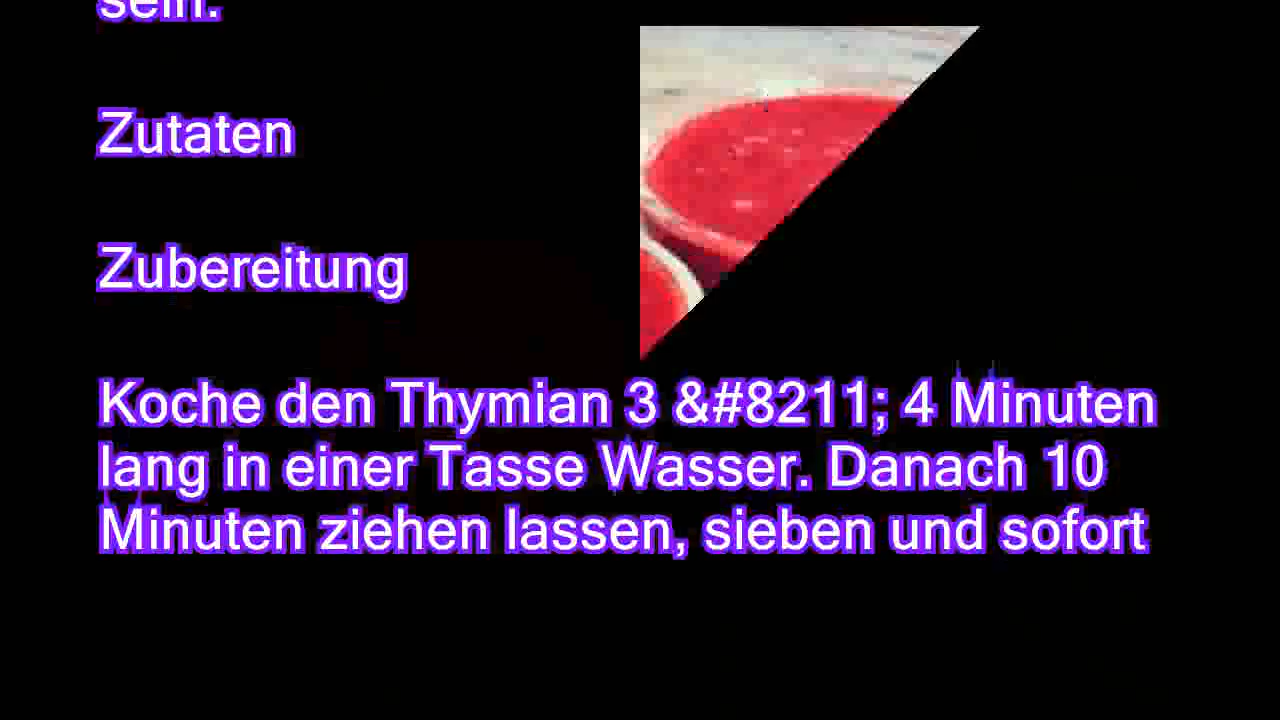 sein.
Zutaten
Zubereitung
Koche den Thymian 3 &#8211; 4 Minuten
lang in einer Tasse Wasser. Danach 10
Minuten ziehen lassen, sieben und sofort